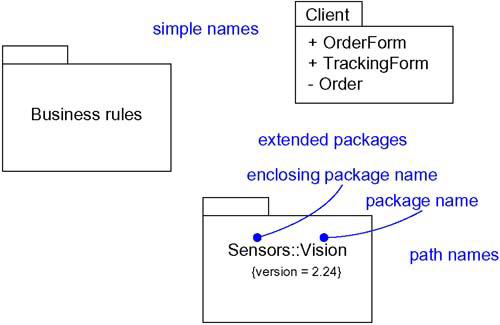 simple names
Client
+ OrderForm
+ TrackingForm
- Order
Business rules
extended packages
enclosing package name
package name
Sensors::Vision
{version = 2.24}
path names